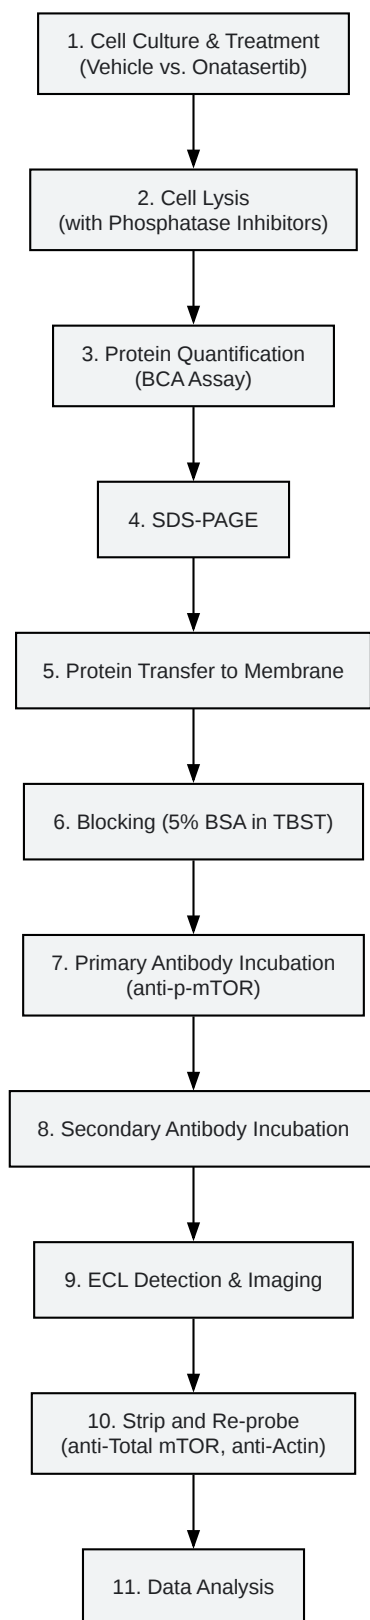 1. Cell Culture & Treatment
(Vehicle vs. Onatasertib)
2. Cell Lysis
(with Phosphatase Inhibitors)
3. Protein Quantification
(BCA Assay)
4. SDS-PAGE
5. Protein Transfer to Membrane
6. Blocking (5% BSA in TBST)
7. Primary Antibody Incubation
(anti-p-mTOR)
8. Secondary Antibody Incubation
9. ECL Detection & Imaging
10. Strip and Re-probe
(anti-Total mTOR, anti-Actin)
11. Data Analysis